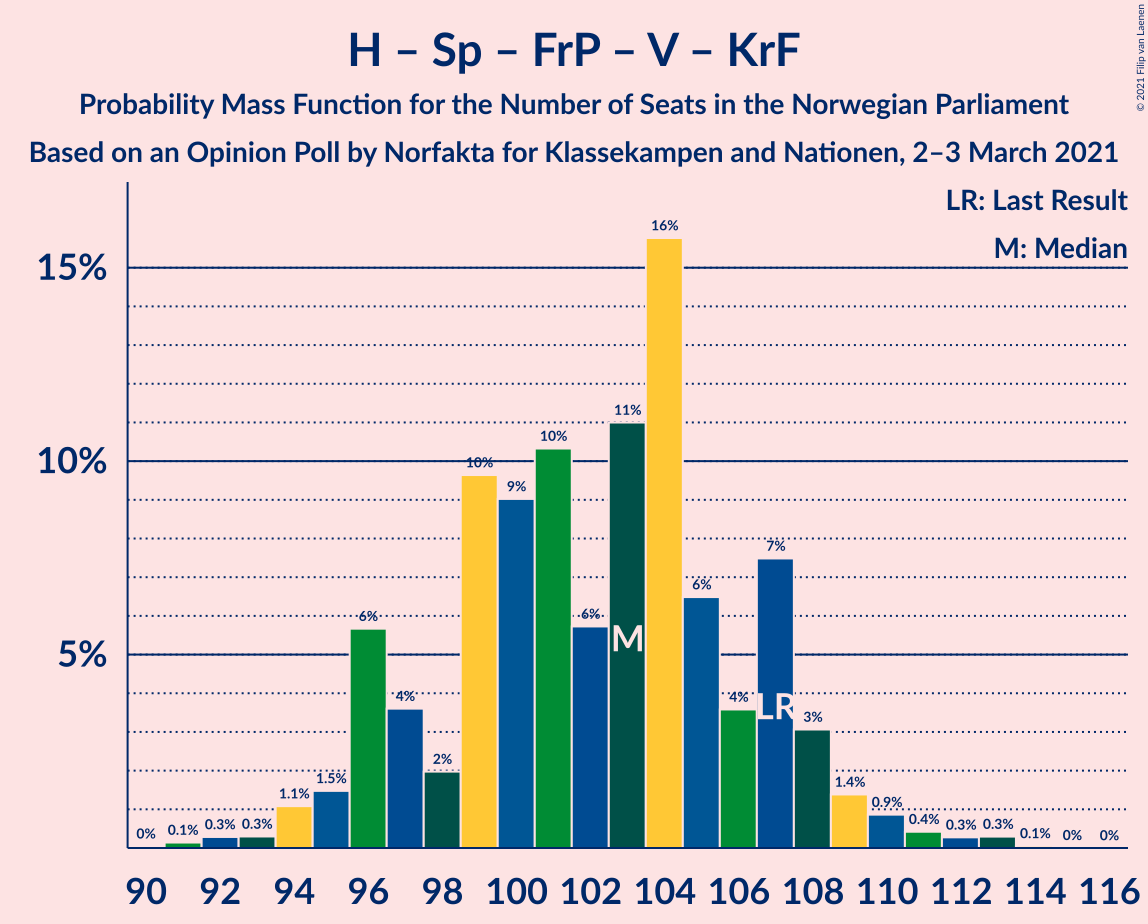 H – Sp – FrP – V – KrF
Probability Mass Function for the Number of Seats in the Norwegian Parliament
Based on an Opinion Poll by Norfakta for Klassekampen and Nationen, 2–3 March 2021
© 2021 Filip van Laenen
LR: Last Result
M: Median
15%
10%
5%
0% 0.1% 0.3% 0.3% 1.1% 1.5% 6% 4% 2% 10% 9% 10% 6% 11% 16% 6% 4% 7% 3% 1.4% 0.9% 0.4% 0.3% 0.3% 0.1% 0% 0%
M
LR
90 92 94 96 98 100 102 104 106 108 110 112 114 116